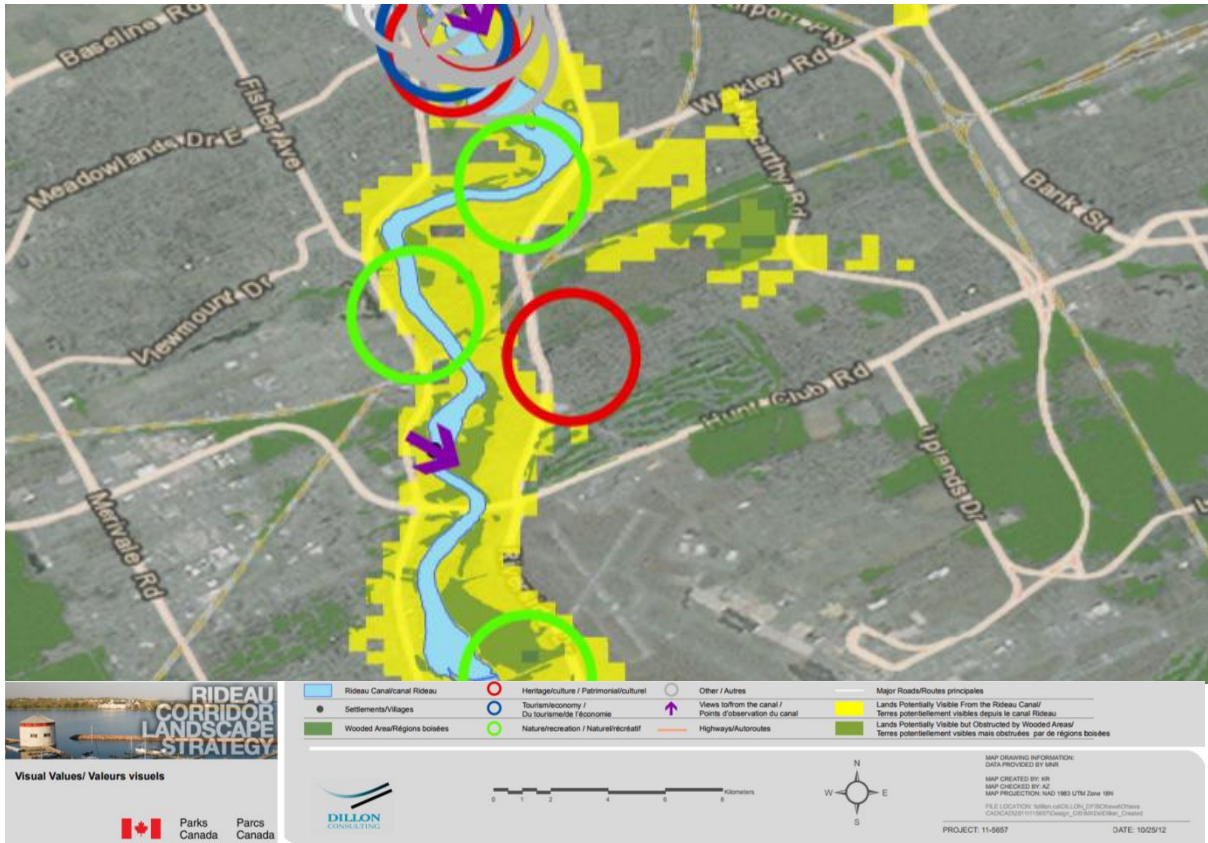 Airport Pky
Baseline Rd
Walkley Rd
Fisher Ave
Meadowlands Dr E
McCarthy Rd
Bank St
Newmount Dr
Hunt Club Rd
Uplands Dr
Merivale Rd
RIDEAU
CORRIDOR
LANDSCAPE
STRATEGY
Visual Values/ Valeurs visuels
Parks
Canada
Parcs
Canada
Rideau Canal/canal Rideau
Settlements/Villages
Wooded Area/Régions boisées
Heritage/culture / Patrimonial/culturel
Tourism/economy /
Du tourisme/de l'économie
Nature/recreation / Naturel/récréatif
Other / Autres
Views to/from the canal /
Points d'observation du canal
Highways/Autoroutes
Major Roads/Routes principales
Lands Potentially Visible From the Rideau Canal/
Terres potentiellement visibles depuis le canal Rideau
Lands Potentially Visible but Obstructed by Wooded Areas/
Terres potentiellement visibles mais obstruées par de régions boisées
DILLON
CONSULTING
0 1 2 4 6 8
Kilometers
N
W E
S
MAP DRAWING INFORMATION:
DATA PROVIDED BY MNR
MAP CREATED BY: KR
MAP CHECKED BY: AZ
MAP PROJECTION: NAD 1983 UTM Zone 18N
FILE LOCATION:
PROJECT: 11-5657
DATE: 10/25/12